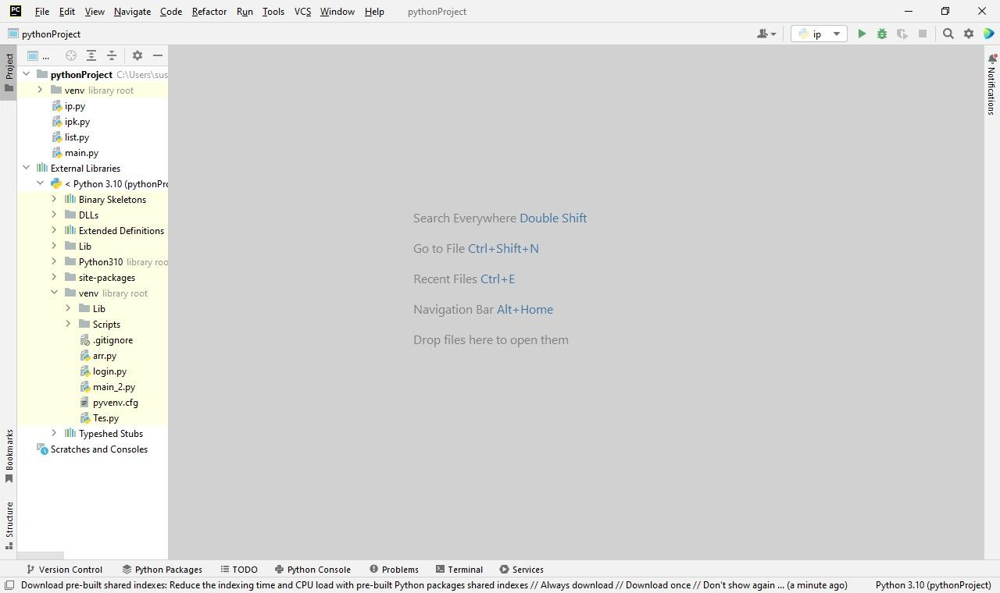 PC File Edit View Navigate Code Refactor Run Tools VCS Window Help pythonProject
pythonProject ip
...
Project
pythonProject C:\Users\sus
venv library root
ip.py
ipk.py
list.py
main.py
External Libraries
< Python 3.10 (pythonPro
Binary Skeletons
DLLs
Extended Definitions
Lib
Python310 library roo
site-packages
venv library root
Lib
Scripts
.gitignore
arr.py
login.py
main_2.py
pyvenv.cfg
Tes.py
Typeshed Stubs
Scratches and Consoles
Bookmarks
Structure
Search Everywhere Double Shift
Go to File Ctrl+Shift+N
Recent Files Ctrl+E
Navigation Bar Alt+Home
Drop files here to open them
Notifications
Version Control Python Packages TODO Python Console Problems Terminal Services
Download pre-built shared indexes: Reduce the indexing time and CPU load with pre-built Python packages shared indexes // Always download // Download once // Don't show again ... (a minute ago) Python 3.10 (pythonProject)